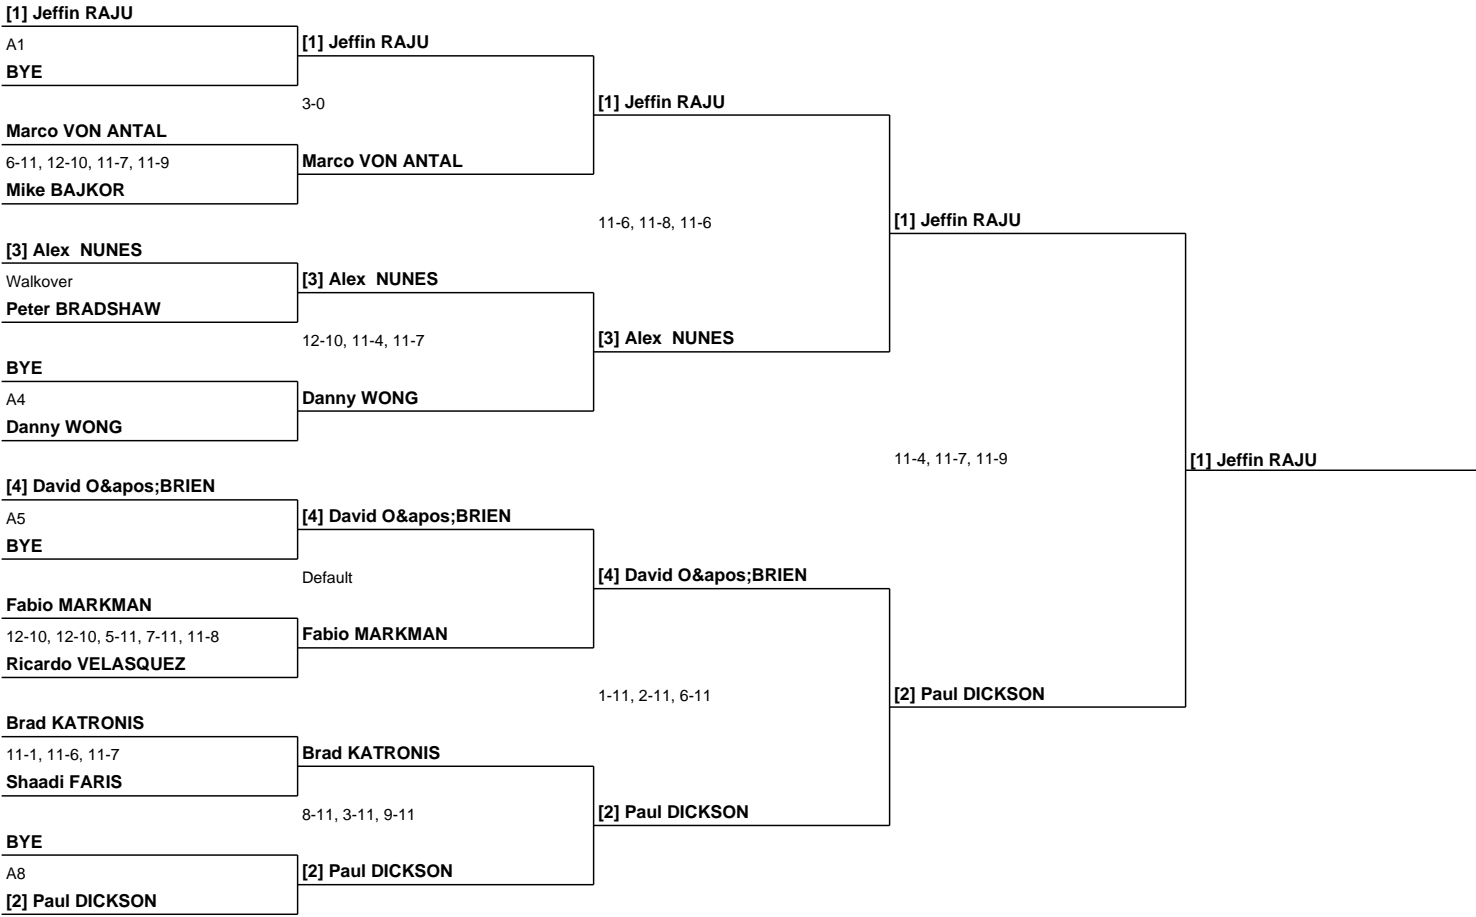 [1] Jeffin RAJU
A1
BYE
Marco VON ANTAL
6-11, 12-10, 11-7, 11-9
Mike BAJKOR
[3] Alex  NUNES
Walkover
Peter BRADSHAW
BYE
A4
Danny WONG
[4] David O&apos;BRIEN
A5
BYE
Fabio MARKMAN
12-10, 12-10, 5-11, 7-11, 11-8
Ricardo VELASQUEZ
Brad KATRONIS
11-1, 11-6, 11-7
Shaadi FARIS
BYE
A8
[2] Paul DICKSON
[1] Jeffin RAJU
3-0
Marco VON ANTAL
[3] Alex  NUNES
12-10, 11-4, 11-7
Danny WONG
[4] David O&apos;BRIEN
Default
Fabio MARKMAN
Brad KATRONIS
8-11, 3-11, 9-11
[2] Paul DICKSON
[1] Jeffin RAJU
11-6, 11-8, 11-6
[3] Alex  NUNES
[4] David O&apos;BRIEN
1-11, 2-11, 6-11
[2] Paul DICKSON
[1] Jeffin RAJU
11-4, 11-7, 11-9
[2] Paul DICKSON
[1] Jeffin RAJU